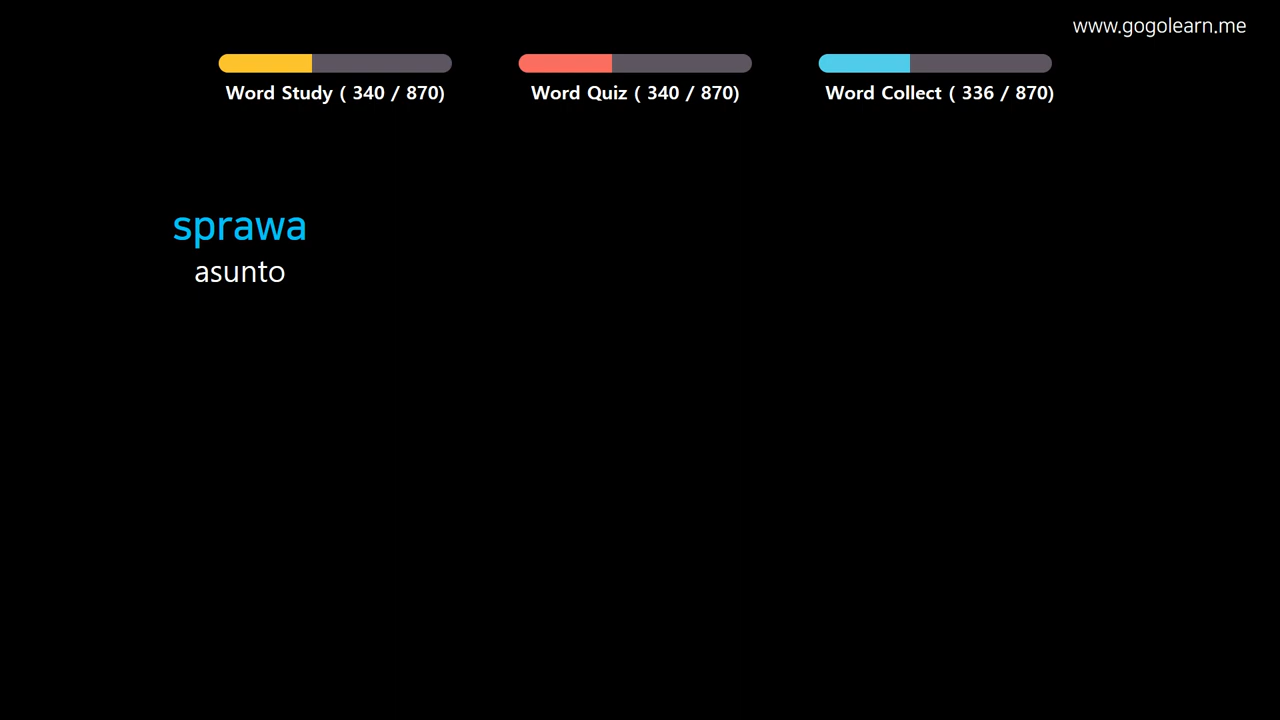 www.gogolearn.me
Word Study ( 340 / 870)
Word Quiz ( 340 / 870)
Word Collect ( 336 / 870)
sprawa
asunto